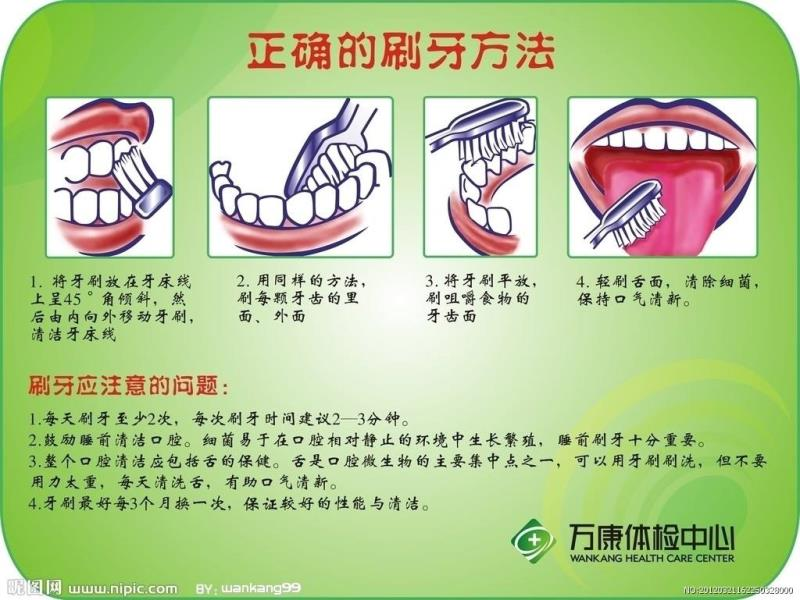 正确的刷牙方法
1. 将牙刷放在牙床线
上呈45°角倾斜，然
后由内向外移动牙刷，
清洁牙床线
2. 用同样的方法，
刷每颗牙齿的里
面、外面
3. 将牙刷平放，
刷咀嚼食物的
牙齿面
4. 轻刷舌面，清除细菌，
保持口气清新。
刷牙应注意的问题：
1.每天刷牙至少2次，每次刷牙时间建议2—3分钟。
2.鼓励睡前清洁口腔。细菌易于在口腔相对静止的环境中生长繁殖，睡前刷牙十分重要。
3.整个口腔清洁应包括舌的保健。舌是口腔微生物的主要集中点之一，可以用牙刷刷洗，但不要
用力太重，每天清洗舌，有助口气清新。
4.牙刷最好每3个月换一次，保证较好的性能与清洁。
万康体检中心
WANKANG HEALTH CARE CENTER
昵图网 www.nipic.com BY: wankang99
NO:20120321162250328000